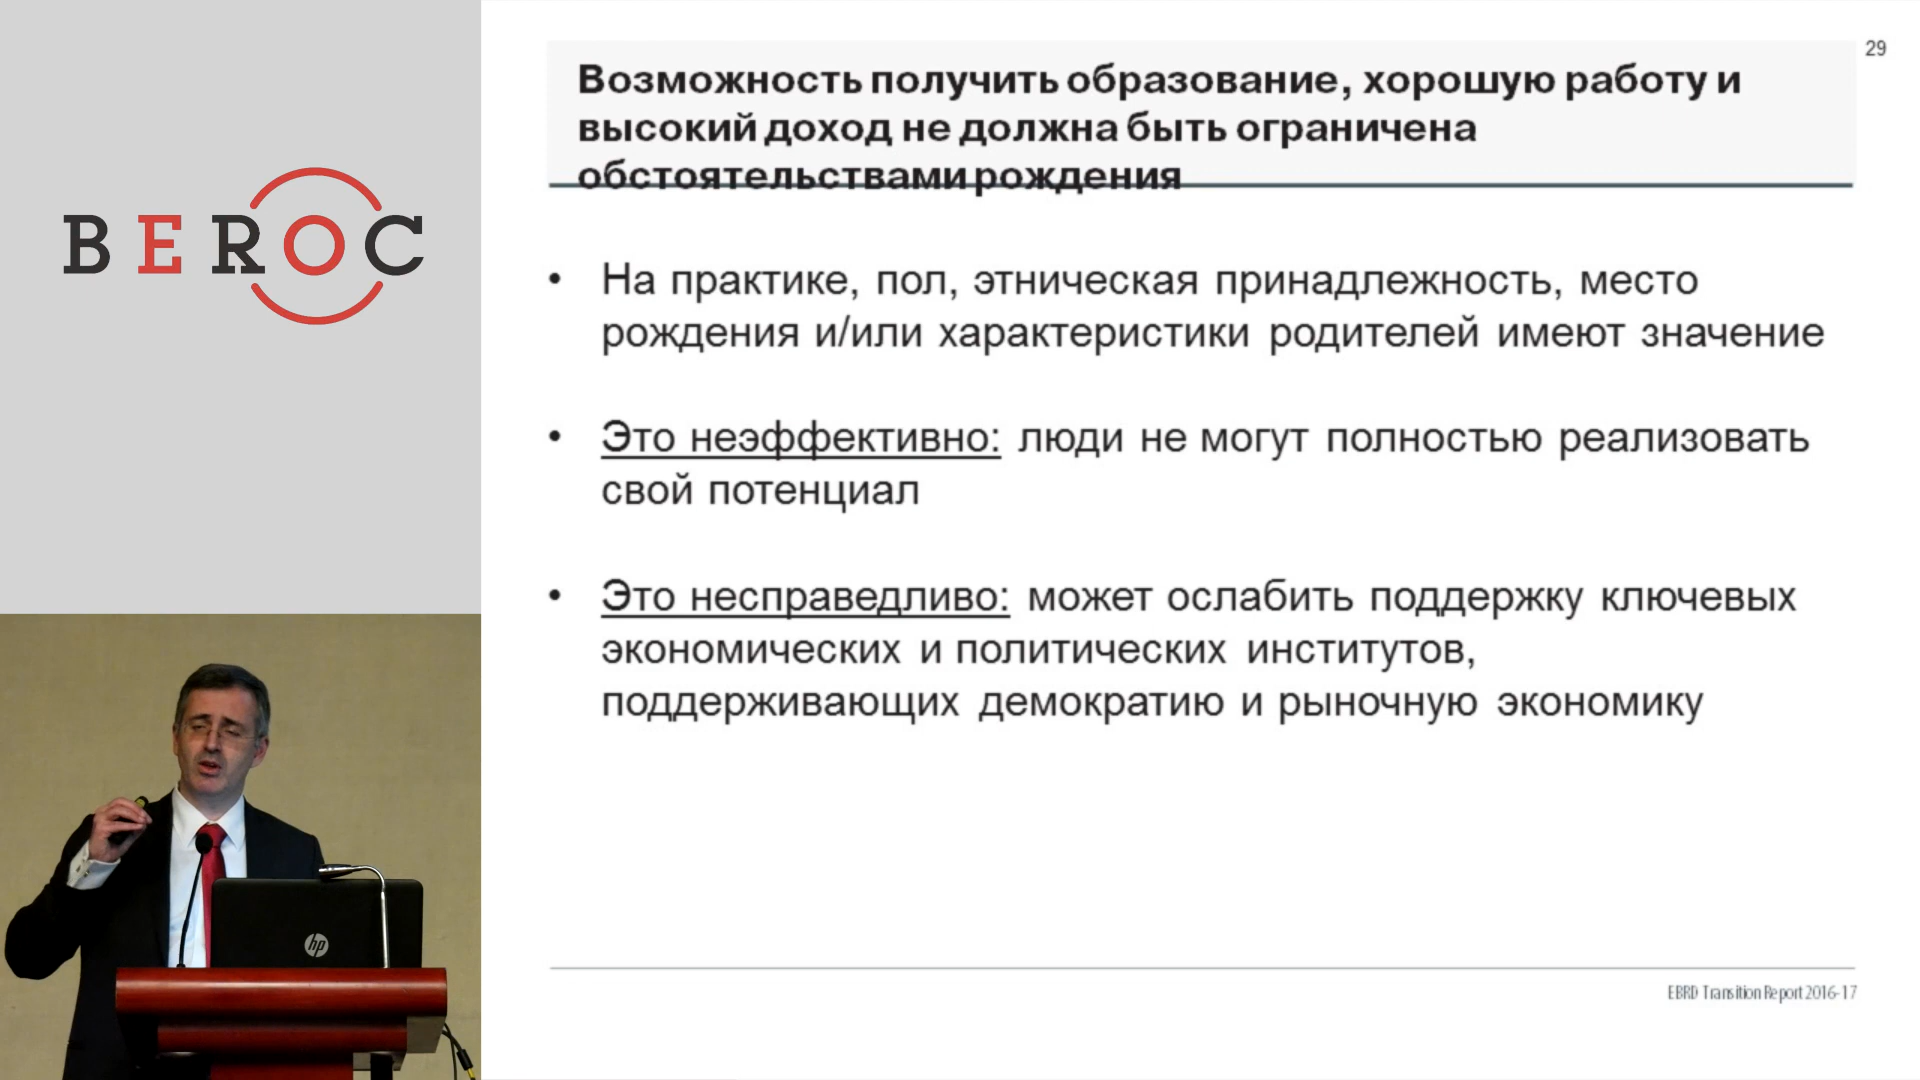 BEROC
29
Возможность получить образование, хорошую работу и
высокий доход не должна быть ограничена
обстоятельствами рождения
• На практике, пол, этническая принадлежность, место
рождения и/или характеристики родителей имеют значение
• Это неэффективно: люди не могут полностью реализовать
свой потенциал
• Это несправедливо: может ослабить поддержку ключевых
экономических и политических институтов,
поддерживающих демократию и рыночную экономику
hp
EBRD Transition Report 2016-17